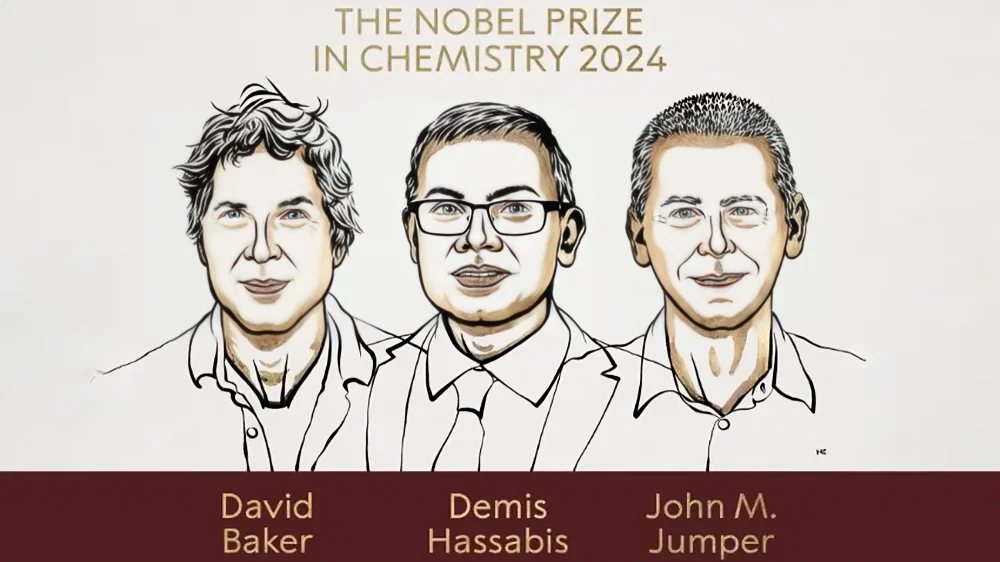 THE NOBEL PRIZE
IN CHEMISTRY 2024
David
Baker
Demis
Hassabis
John M.
Jumper